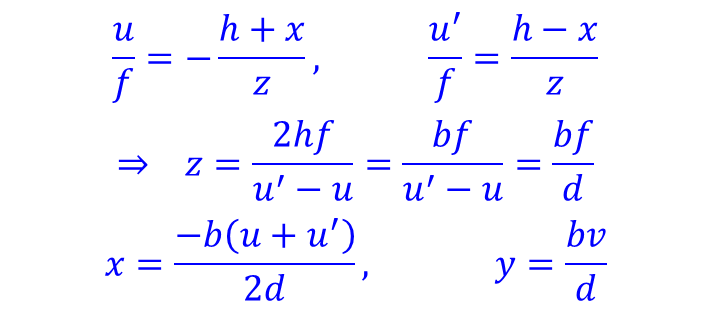 u/f = −(h + x)/z, u′/f = (h − x)/z
⇒ z = 2hf/(u′ − u) = bf/(u′ − u) = bf/d
x = −b(u + u′)/2d, y = bv/d